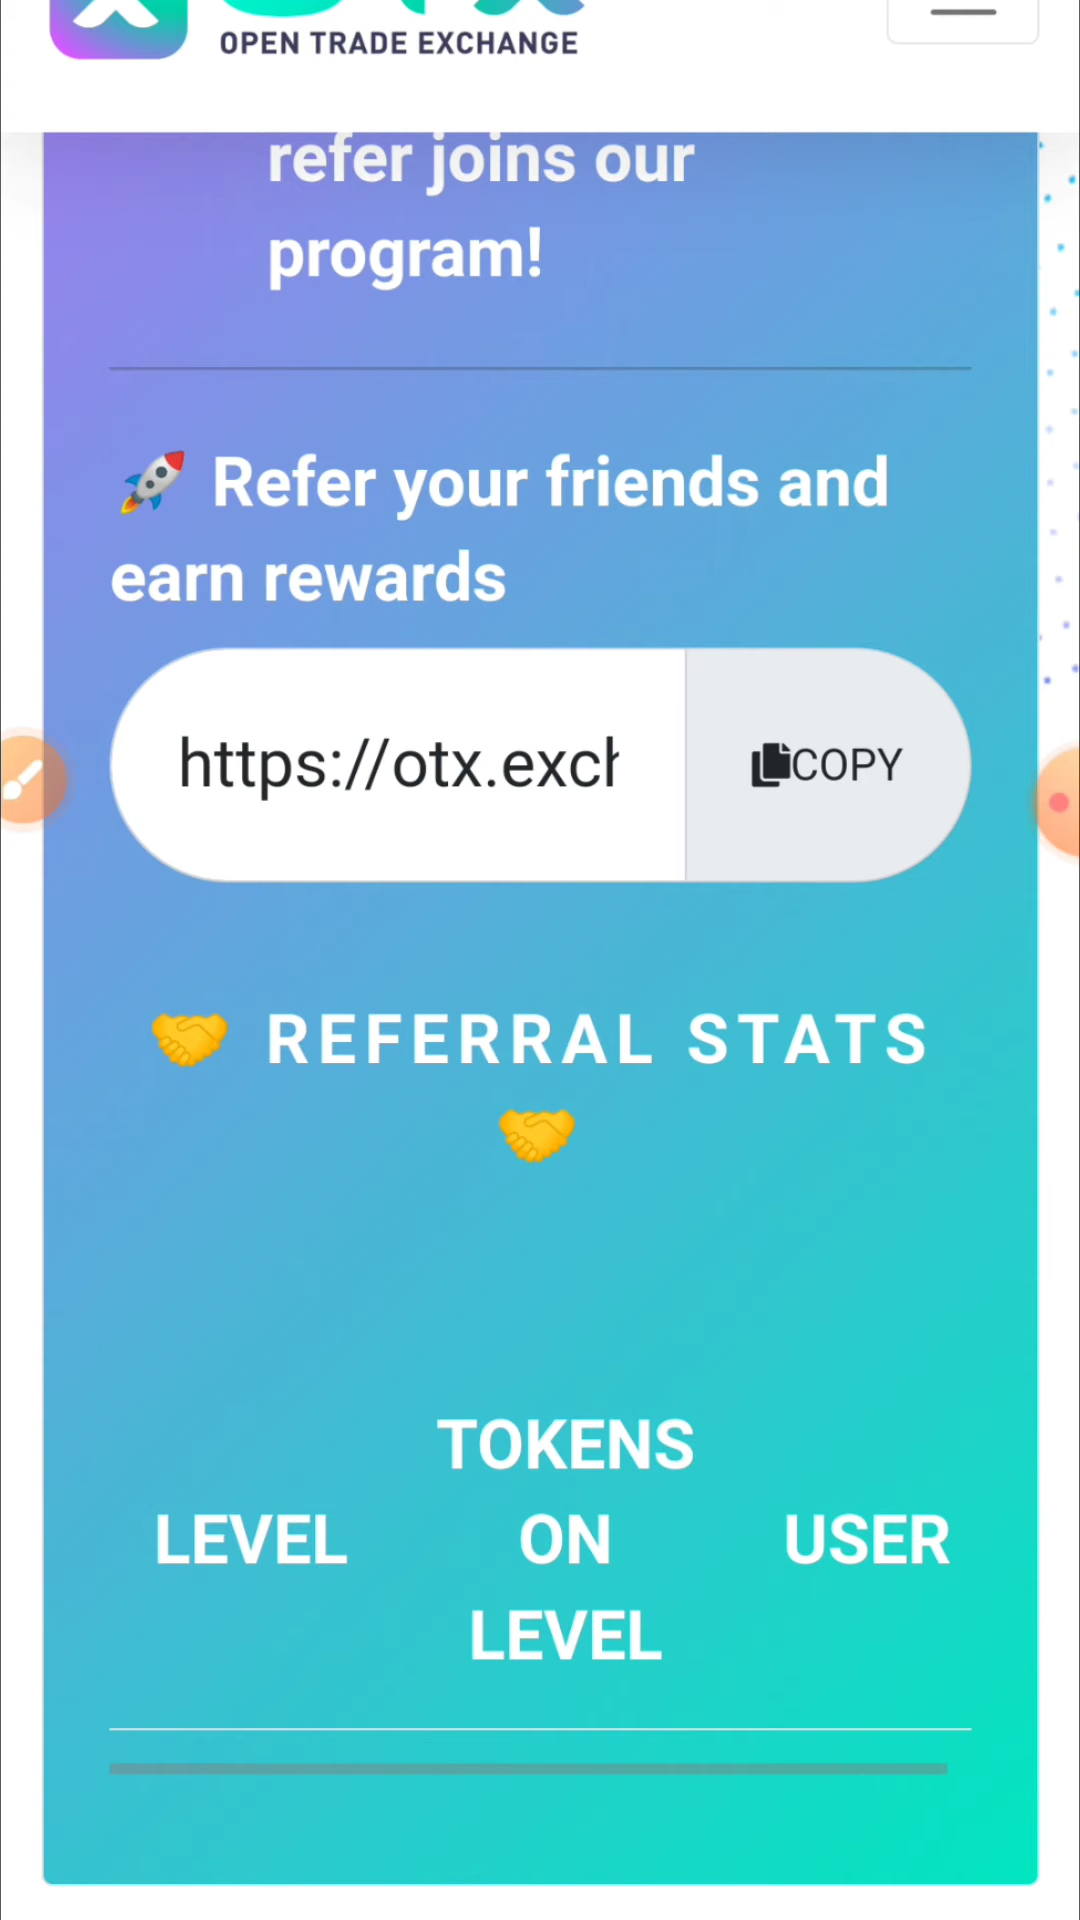 OPEN TRADE EXCHANGE
refer joins our
program!
🚀 Refer your friends and
earn rewards
https://otx.exch
COPY
🤝 REFERRAL STATS
🤝
LEVEL TOKENS ON LEVEL USER